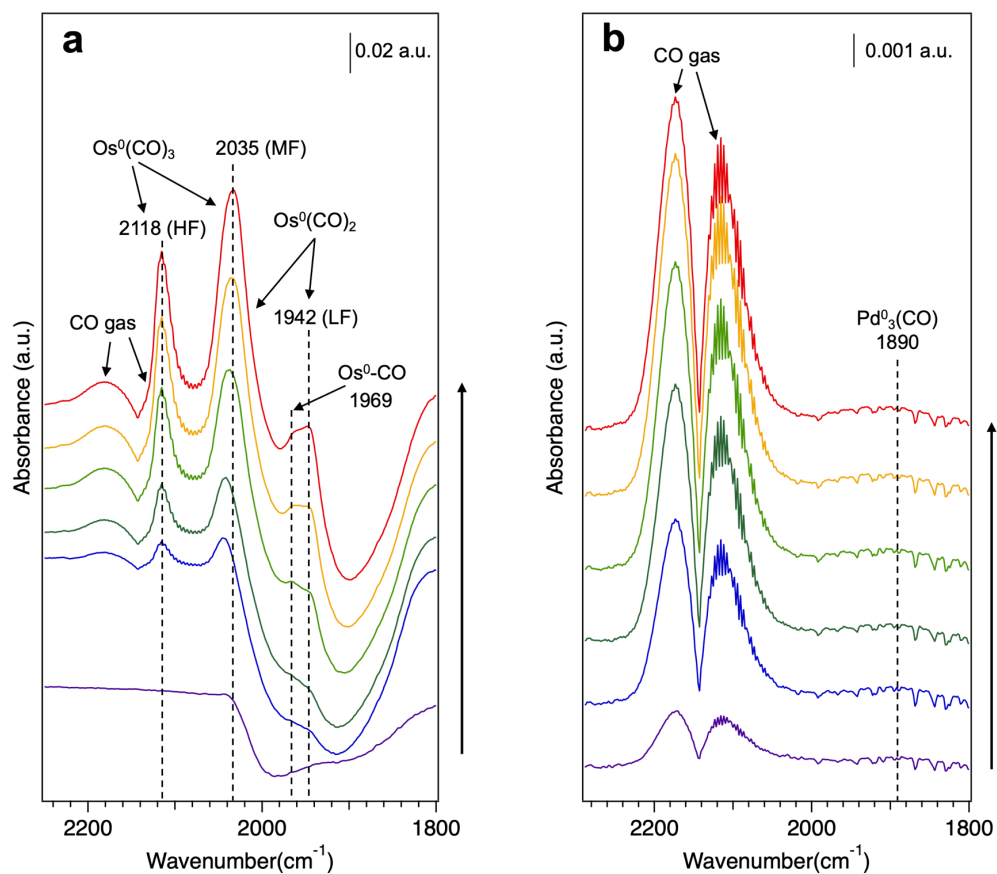 a
0.02 a.u.
Os⁰(CO)₃
2035 (MF)
2118 (HF)
Os⁰(CO)₂
1942 (LF)
CO gas
Os⁰-CO
1969
Absorbance (a.u.)
2200
2000
1800
Wavenumber(cm⁻¹)
b
0.001 a.u.
CO gas
Pd⁰₃(CO)
1890
Absorbance (a.u.)
2200
2000
1800
Wavenumber(cm⁻¹)